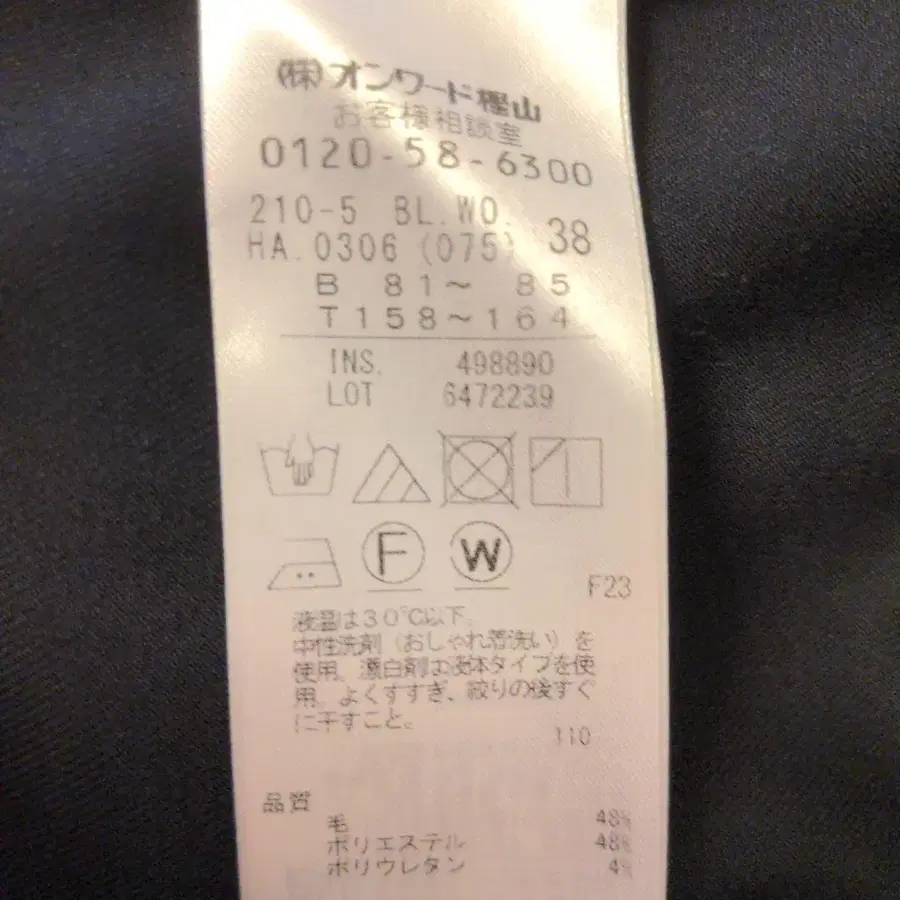 (株)オンワード樫山
お客様相談室
0120-58-6300
210-5 BL.WO. 38
HA.0306 (075)
B 81～ 85
T158～164
INS. 498890
LOT 6472239
F
W
F23
液温は30℃以下。
中性洗剤（おしゃれ着洗い）を
使用。漂白剤は液体タイプを使
用。よくすすぎ、絞りの後すぐ
に干すこと。
110
品質
毛 48%
ポリエステル 48%
ポリウレタン 4%